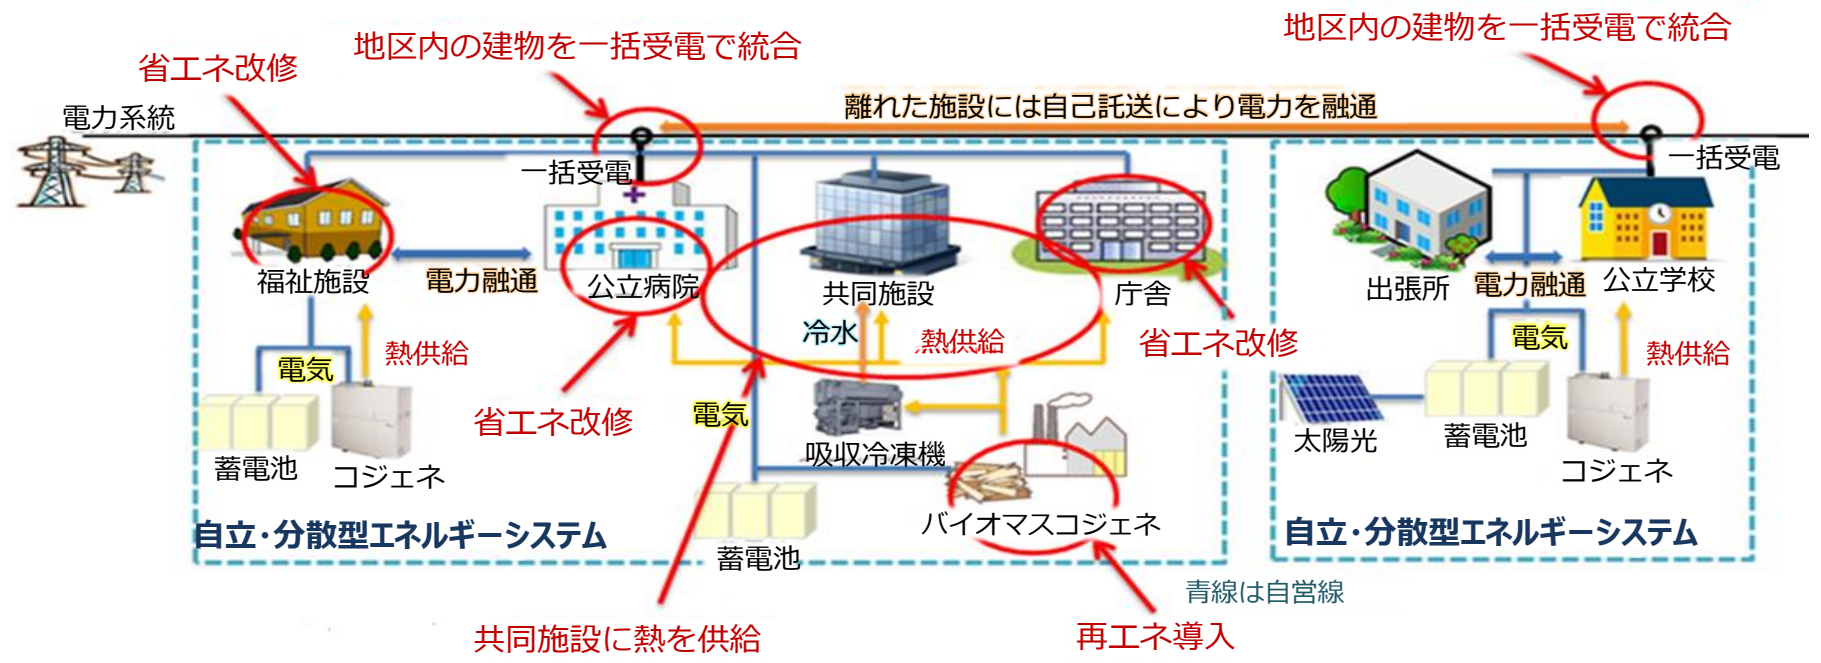 地区内の建物を一括受電で統合
地区内の建物を一括受電で統合
省エネ改修
電力系統
離れた施設には自己託送により電力を融通
一括受電
一括受電
福祉施設
電力融通
公立病院
共同施設
庁舎
出張所
電力融通
公立学校
冷水
熱供給
省エネ改修
電気
熱供給
電気
熱供給
省エネ改修
電気
吸収冷凍機
太陽光
蓄電池
コジェネ
蓄電池
コジェネ
バイオマスコジェネ
自立・分散型エネルギーシステム
自立・分散型エネルギーシステム
蓄電池
青線は自営線
共同施設に熱を供給
再エネ導入